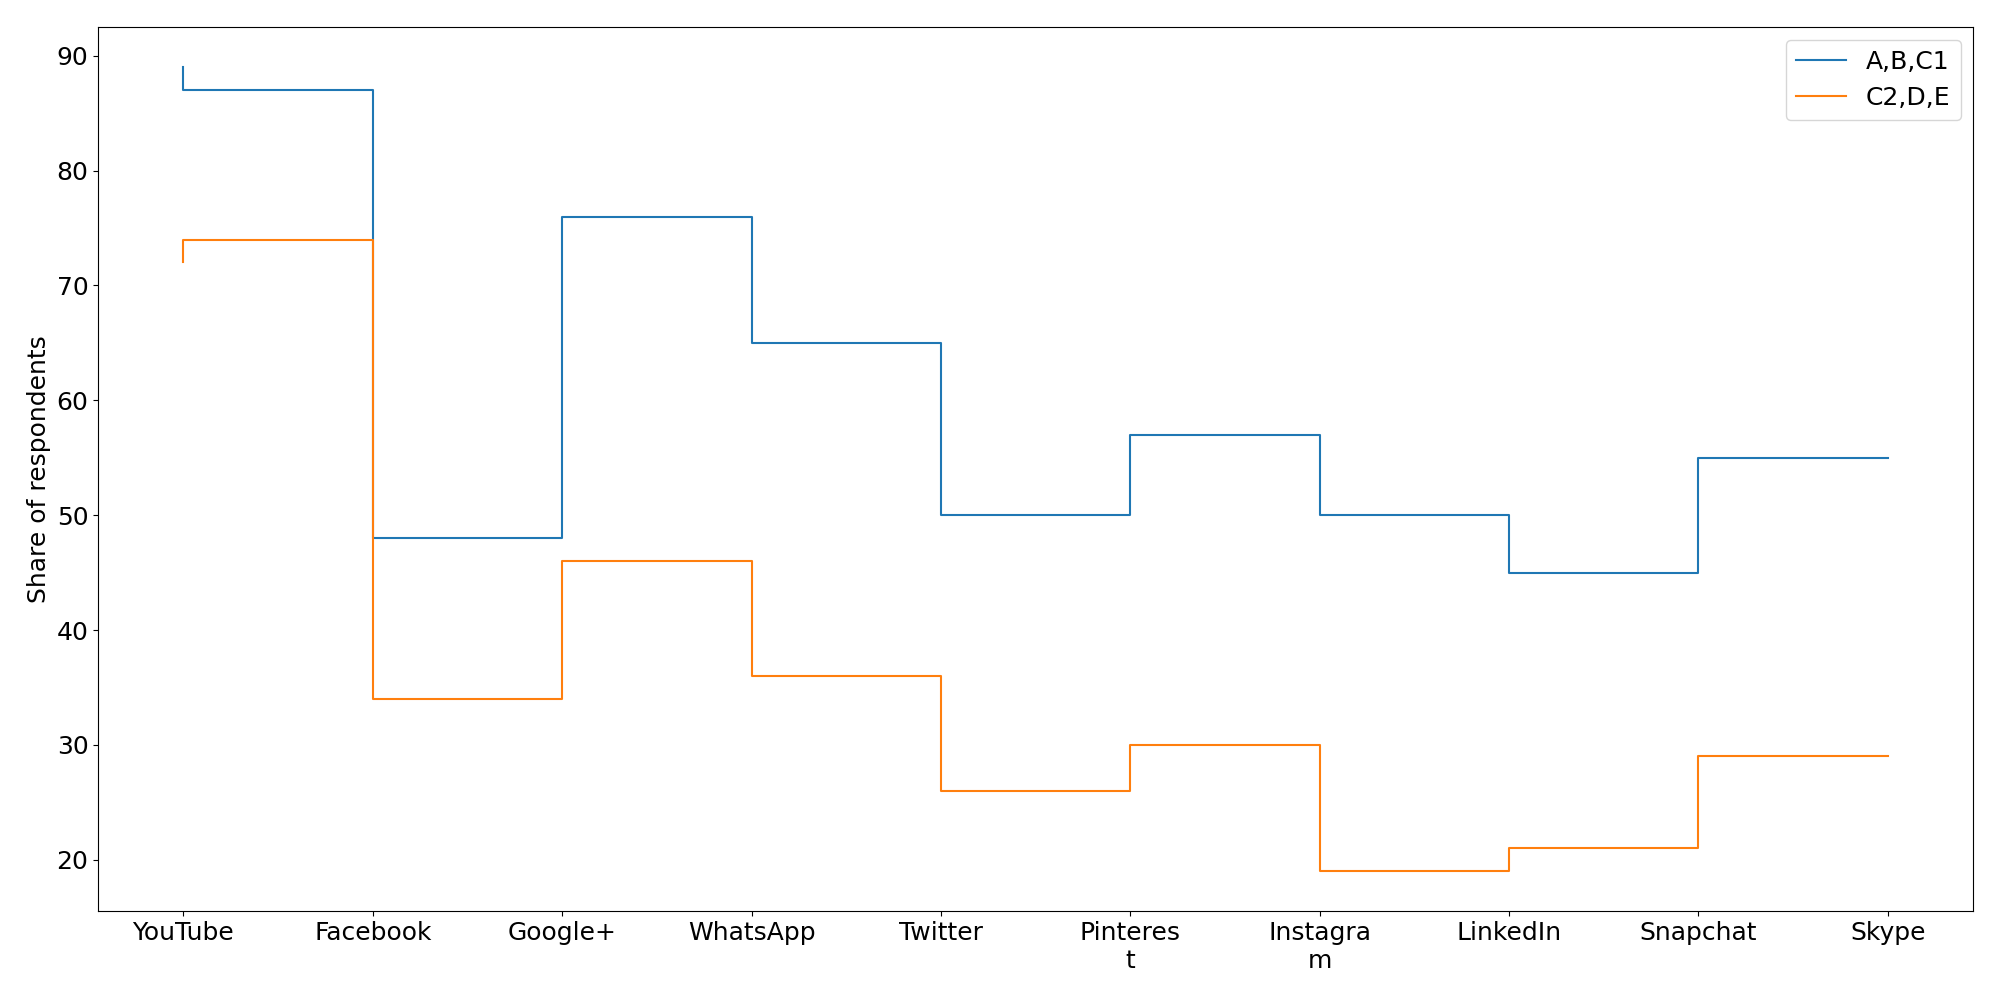 90
80
70
60
50
40
30
20
Share of respondents
A,B,C1
C2,D,E
YouTube
Facebook
Google+
WhatsApp
Twitter
Pinteres
t
Instagra
m
LinkedIn
Snapchat
Skype